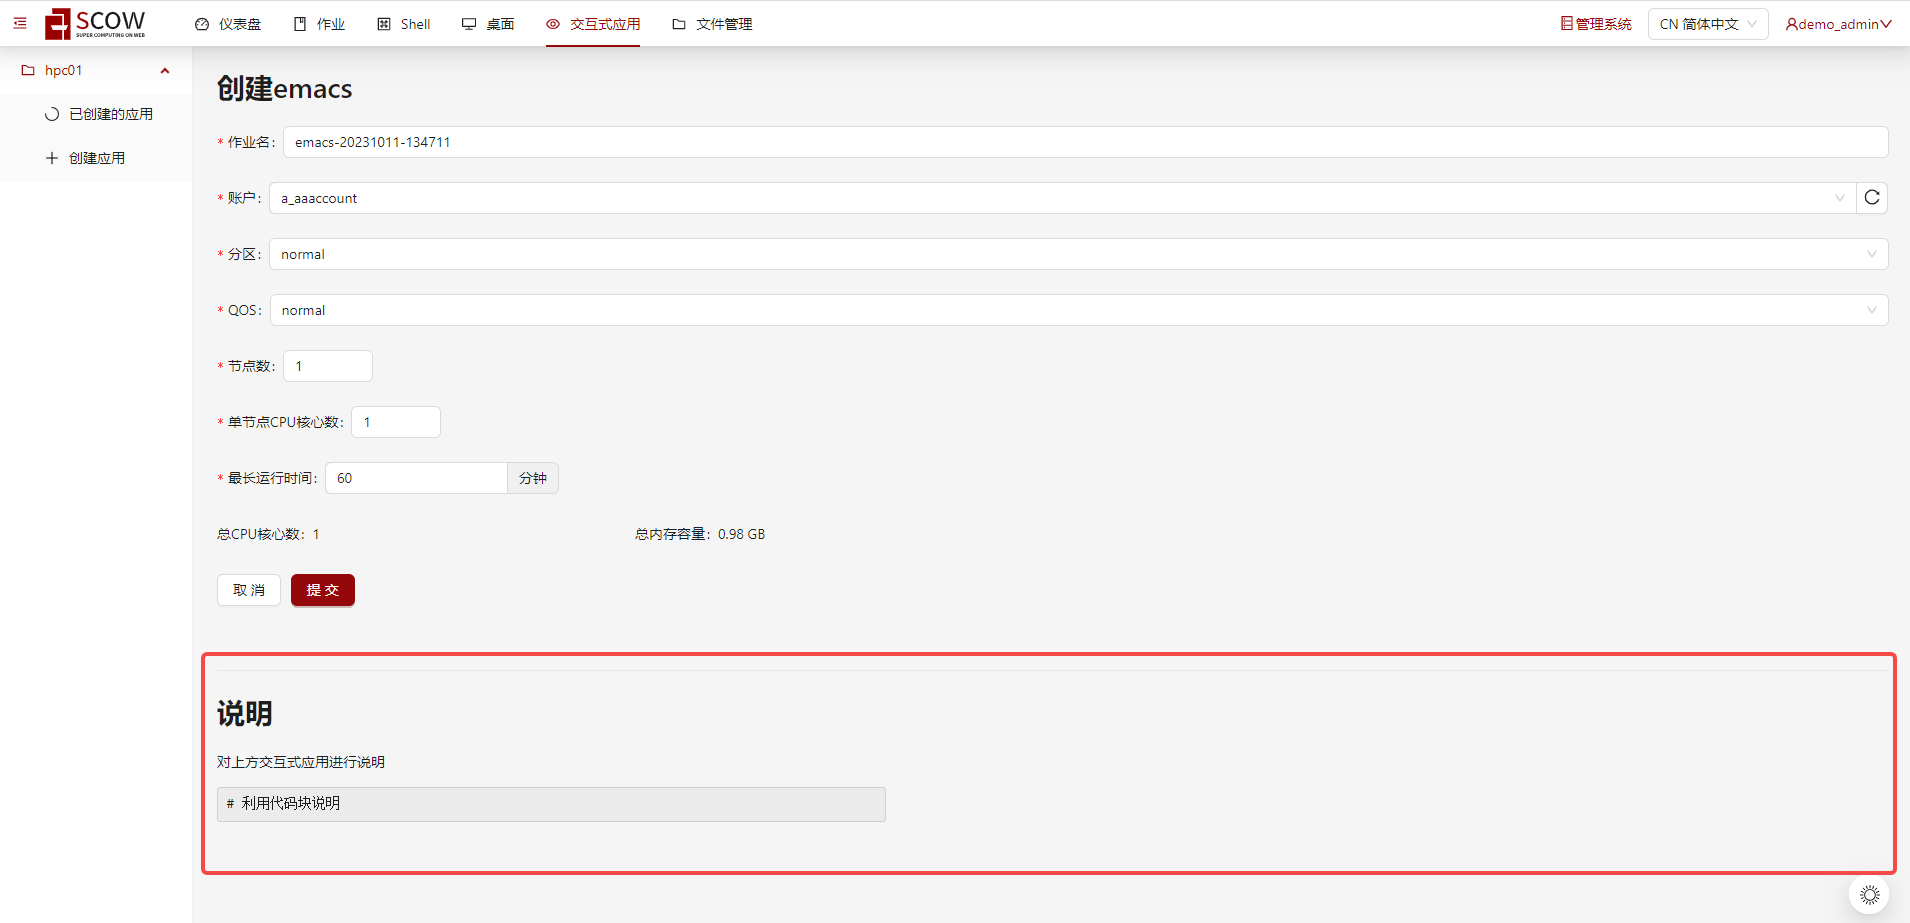 SCOW
SUPER COMPUTING ON WEB
仪表盘
作业
Shell
桌面
交互式应用
文件管理
管理系统
CN 简体中文
demo_admin
hpc01
已创建的应用
创建应用
创建emacs
* 作业名: emacs-20231011-134711
* 账户: a_aaaccount
* 分区: normal
* QOS: normal
* 节点数: 1
* 单节点CPU核心数: 1
* 最长运行时间: 60 分钟
总CPU核心数: 1
总内存容量: 0.98 GB
取 消
提 交
说明
对上方交互式应用进行说明
# 利用代码块说明